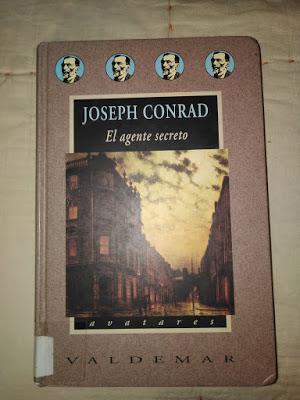 JOSEPH CONRAD
El agente secreto
avatares
VALDEMAR